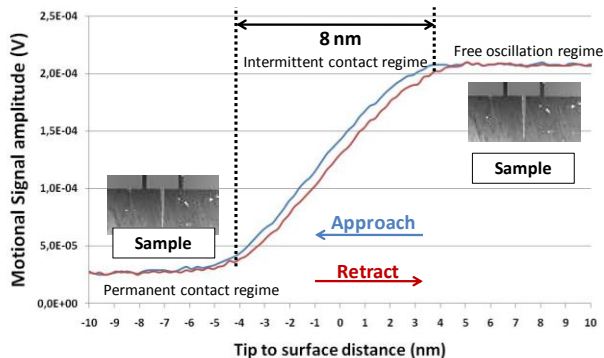 8 nm
Intermittent contact regime
Free oscillation regime
Motional Signal amplitude (V)
2,5E-04
2,0E-04
1,5E-04
1,0E-04
5,0E-05
0,0E+00
Sample
Sample
Approach
Retract
Permanent contact regime
-10 -9 -8 -7 -6 -5 -4 -3 -2 -1 0 1 2 3 4 5 6 7 8 9 10
Tip to surface distance (nm)